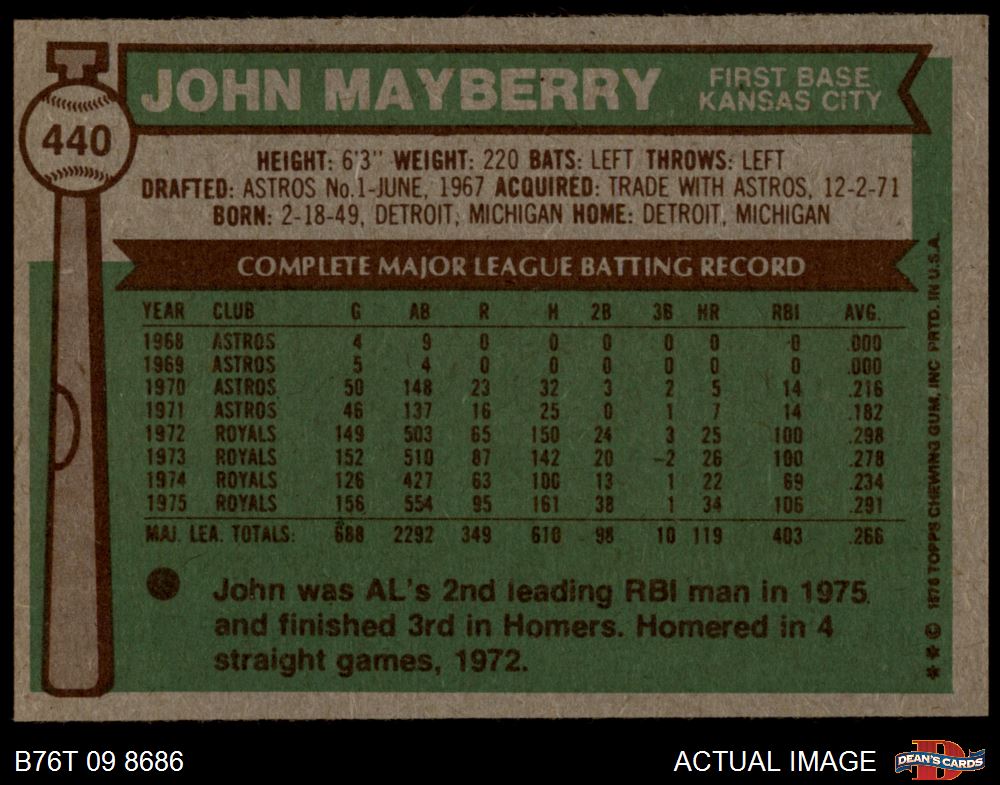 440
JOHN MAYBERRY
FIRST BASE
KANSAS CITY
HEIGHT: 6'3" WEIGHT: 220 BATS: LEFT THROWS: LEFT
DRAFTED: ASTROS No.1-JUNE, 1967 ACQUIRED: TRADE WITH ASTROS, 12-2-71
BORN: 2-18-49, DETROIT, MICHIGAN HOME: DETROIT, MICHIGAN
COMPLETE MAJOR LEAGUE BATTING RECORD
YEAR CLUB G AB R H 2B 3B HR RBI AVG.
1968 ASTROS 4 9 0 0 0 0 0 0 .000
1969 ASTROS 5 4 0 0 0 0 0 0 .000
1970 ASTROS 50 148 23 32 3 2 5 14 .216
1971 ASTROS 46 137 16 25 0 1 7 14 .182
1972 ROYALS 149 503 65 150 24 3 25 100 .298
1973 ROYALS 152 510 87 142 20 2 26 100 .278
1974 ROYALS 126 427 63 100 13 1 22 69 .234
1975 ROYALS 156 554 95 161 38 1 34 106 .291
MAJ. LEA. TOTALS: 688 2292 349 610 98 10 119 403 .266
John was AL's 2nd leading RBI man in 1975
and finished 3rd in Homers. Homered in 4
straight games, 1972.
** © 1976 TOPPS CHEWING GUM, INC PRTD. IN U.S.A.
B76T 09 8686
ACTUAL IMAGE
D
DEAN'S CARDS